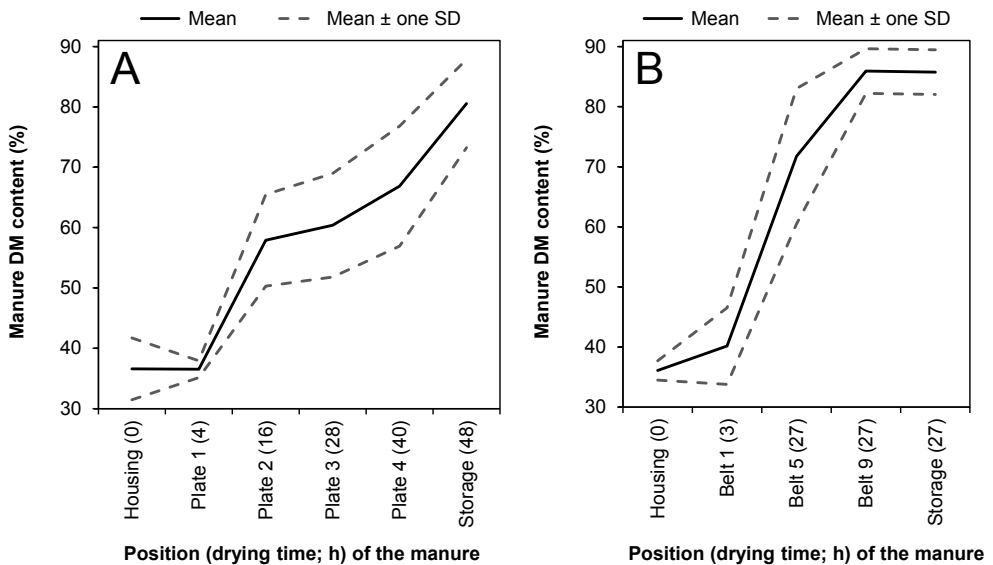 Mean
Mean ± one SD
A
Manure DM content (%)
90
80
70
60
50
40
30
Housing (0)
Plate 1 (4)
Plate 2 (16)
Plate 3 (28)
Plate 4 (40)
Storage (48)
Position (drying time; h) of the manure
Mean
Mean ± one SD
B
Manure DM content (%)
90
80
70
60
50
40
30
Housing (0)
Belt 1 (3)
Belt 5 (27)
Belt 9 (27)
Storage (27)
Position (drying time; h) of the manure